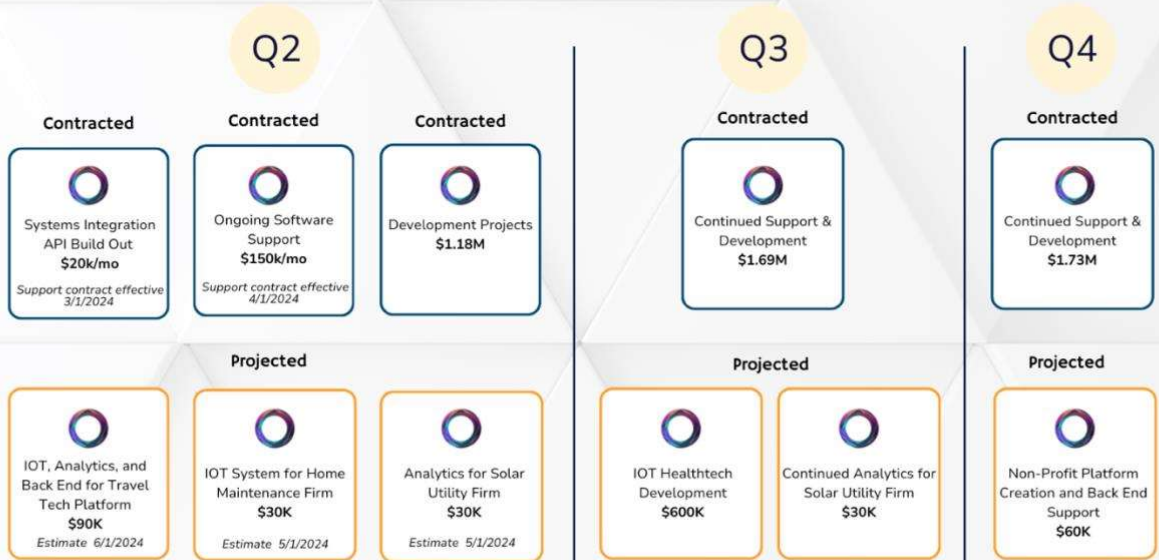 Q2
Contracted
Systems Integration
API Build Out
$20k/mo
Support contract effective
3/1/2024
Contracted
Ongoing Software
Support
$150k/mo
Support contract effective
4/1/2024
Contracted
Development Projects
$1.18M
Projected
IOT, Analytics, and
Back End for Travel
Tech Platform
$90K
Estimate 6/1/2024
IOT System for Home
Maintenance Firm
$30K
Estimate 5/1/2024
Analytics for Solar
Utility Firm
$30K
Estimate 5/1/2024
Q3
Contracted
Continued Support &
Development
$1.69M
Projected
IOT Healthtech
Development
$600K
Continued Analytics for
Solar Utility Firm
$30K
Q4
Contracted
Continued Support &
Development
$1.73M
Projected
Non-Profit Platform
Creation and Back End
Support
$60K